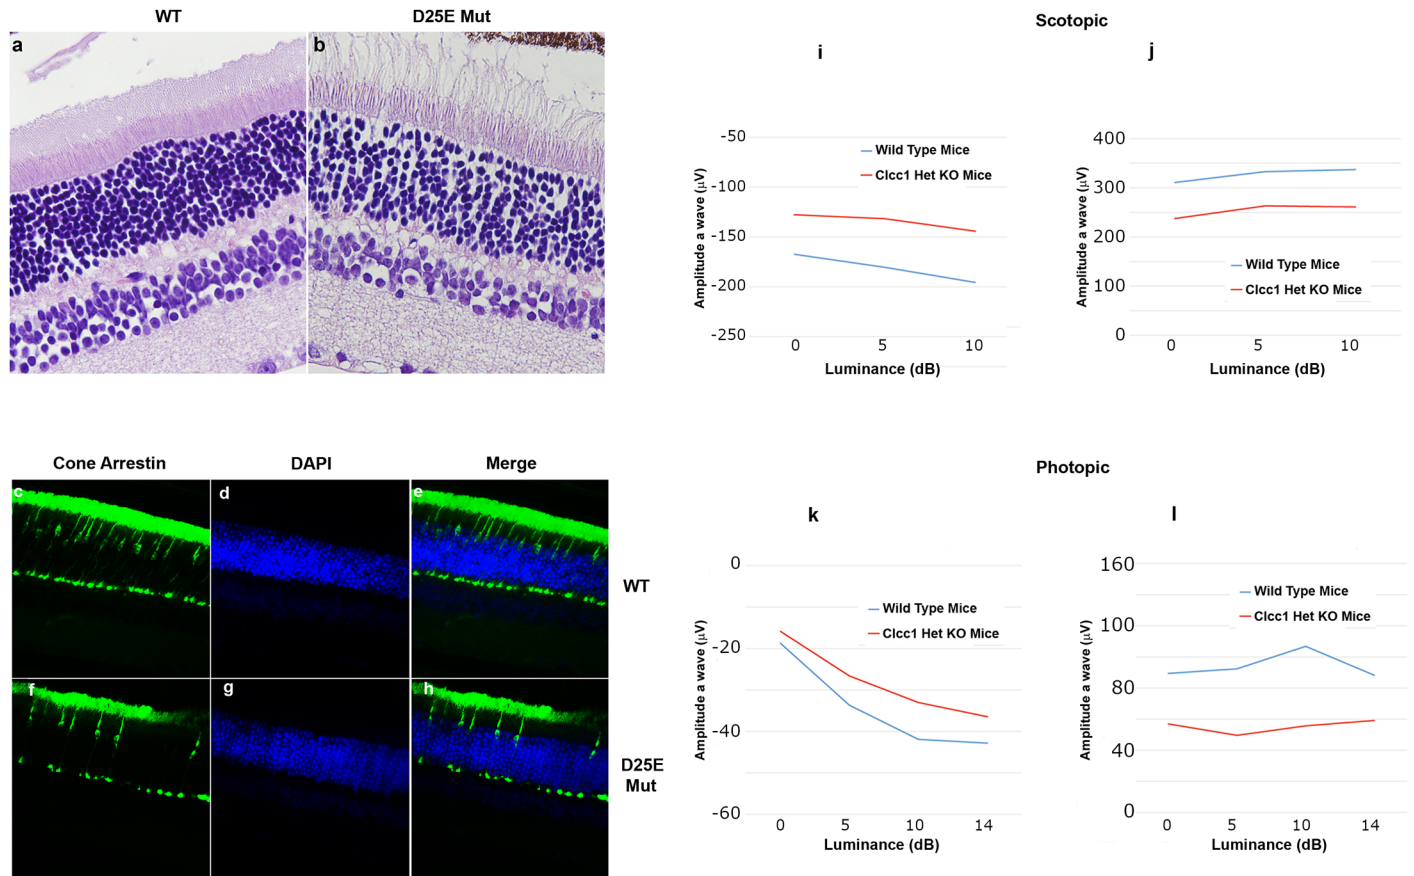 WT
D25E Mut
a
b
Cone Arrestin
DAPI
Merge
c
d
e
WT
f
g
h
D25E
Mut
Scotopic
i
-50
-100
-150
-200
-250
Amplitude a wave (µV)
Wild Type Mice
Clcc1 Het KO Mice
0
5
10
Luminance (dB)
j
400
300
200
100
0
Amplitude a wave (µV)
Wild Type Mice
Clcc1 Het KO Mice
0
5
10
Luminance (dB)
Photopic
k
0
-20
-40
-60
Amplitude a wave (µV)
Wild Type Mice
Clcc1 Het KO Mice
0
5
10
14
Luminance (dB)
l
160
100
80
40
0
Amplitude a wave (µV)
Wild Type Mice
Clcc1 Het KO Mice
0
5
10
14
Luminance (dB)